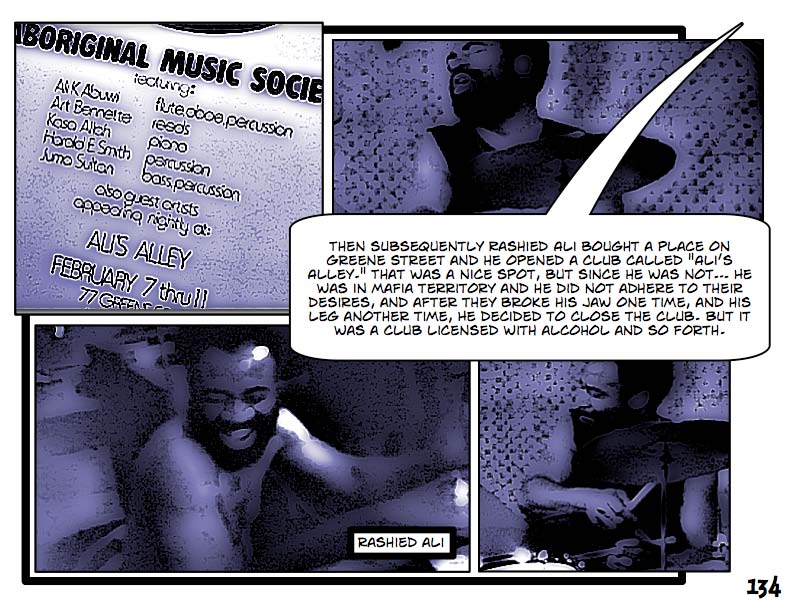 ABORIGINAL MUSIC SOCIE
featuring:
Ali K Abuwi flute,oboe,percussion
Art Bennette reeds
Kasa Allah piano
Harold E Smith percussion
Juma Sultan bass,percussion
also guest artists
appearing nightly at:
ALI'S ALLEY
FEBRUARY 7 thru 11
77 GREENE
THEN SUBSEQUENTLY RASHIED ALI BOUGHT A PLACE ON
GREENE STREET AND HE OPENED A CLUB CALLED "ALI'S
ALLEY." THAT WAS A NICE SPOT, BUT SINCE HE WAS NOT--- HE
WAS IN MAFIA TERRITORY AND HE DID NOT ADHERE TO THEIR
DESIRES, AND AFTER THEY BROKE HIS JAW ONE TIME, AND HIS
LEG ANOTHER TIME, HE DECIDED TO CLOSE THE CLUB. BUT IT
WAS A CLUB LICENSED WITH ALCOHOL AND SO FORTH.
RASHIED ALI
134